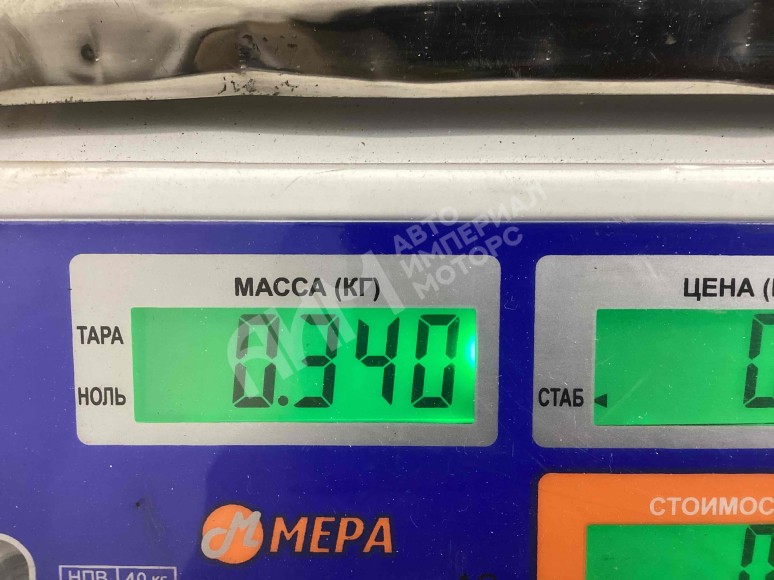 АВТО
ИМПЕРИАЛ
МОТОРС
МАССА (КГ)
ЦЕНА (
ТАРА
НОЛЬ
0.340
СТАБ
СТОИМОС
МЕРА
НПВ 40 кг